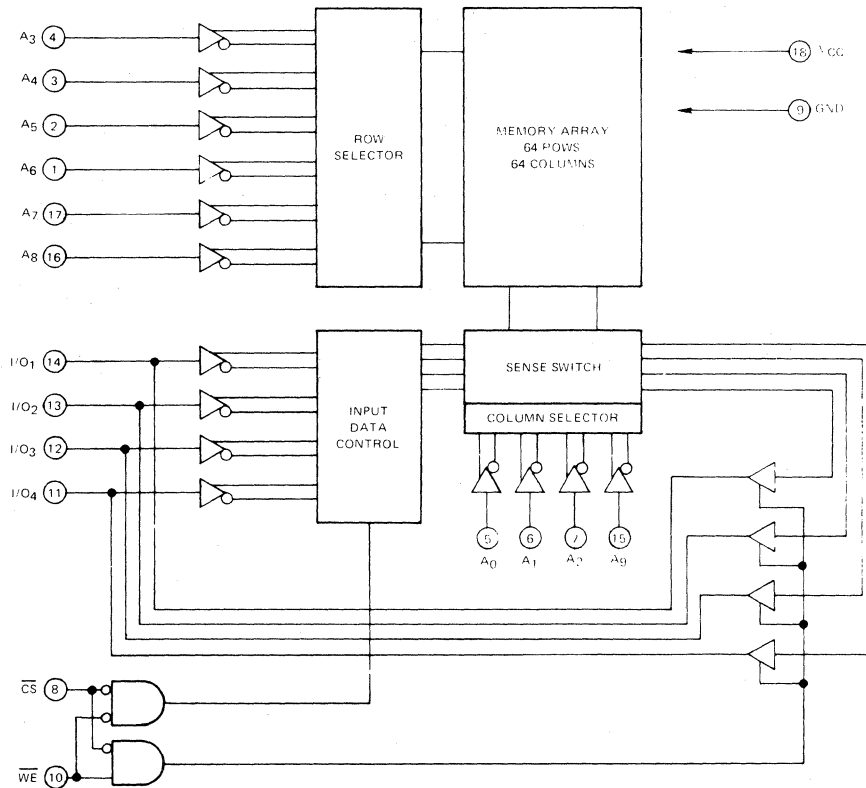 A3 4
A4 3
A5 2
A6 1
A7 17
A8 16
ROW
SELECTOR
MEMORY ARRAY
64 ROWS
64 COLUMNS
18 VCC
9 GND
I/O1 14
I/O2 13
I/O3 12
I/O4 11
INPUT
DATA
CONTROL
SENSE SWITCH
COLUMN SELECTOR
5 6 7 15
A0 A1 A2 A9
CS 8
WE 10